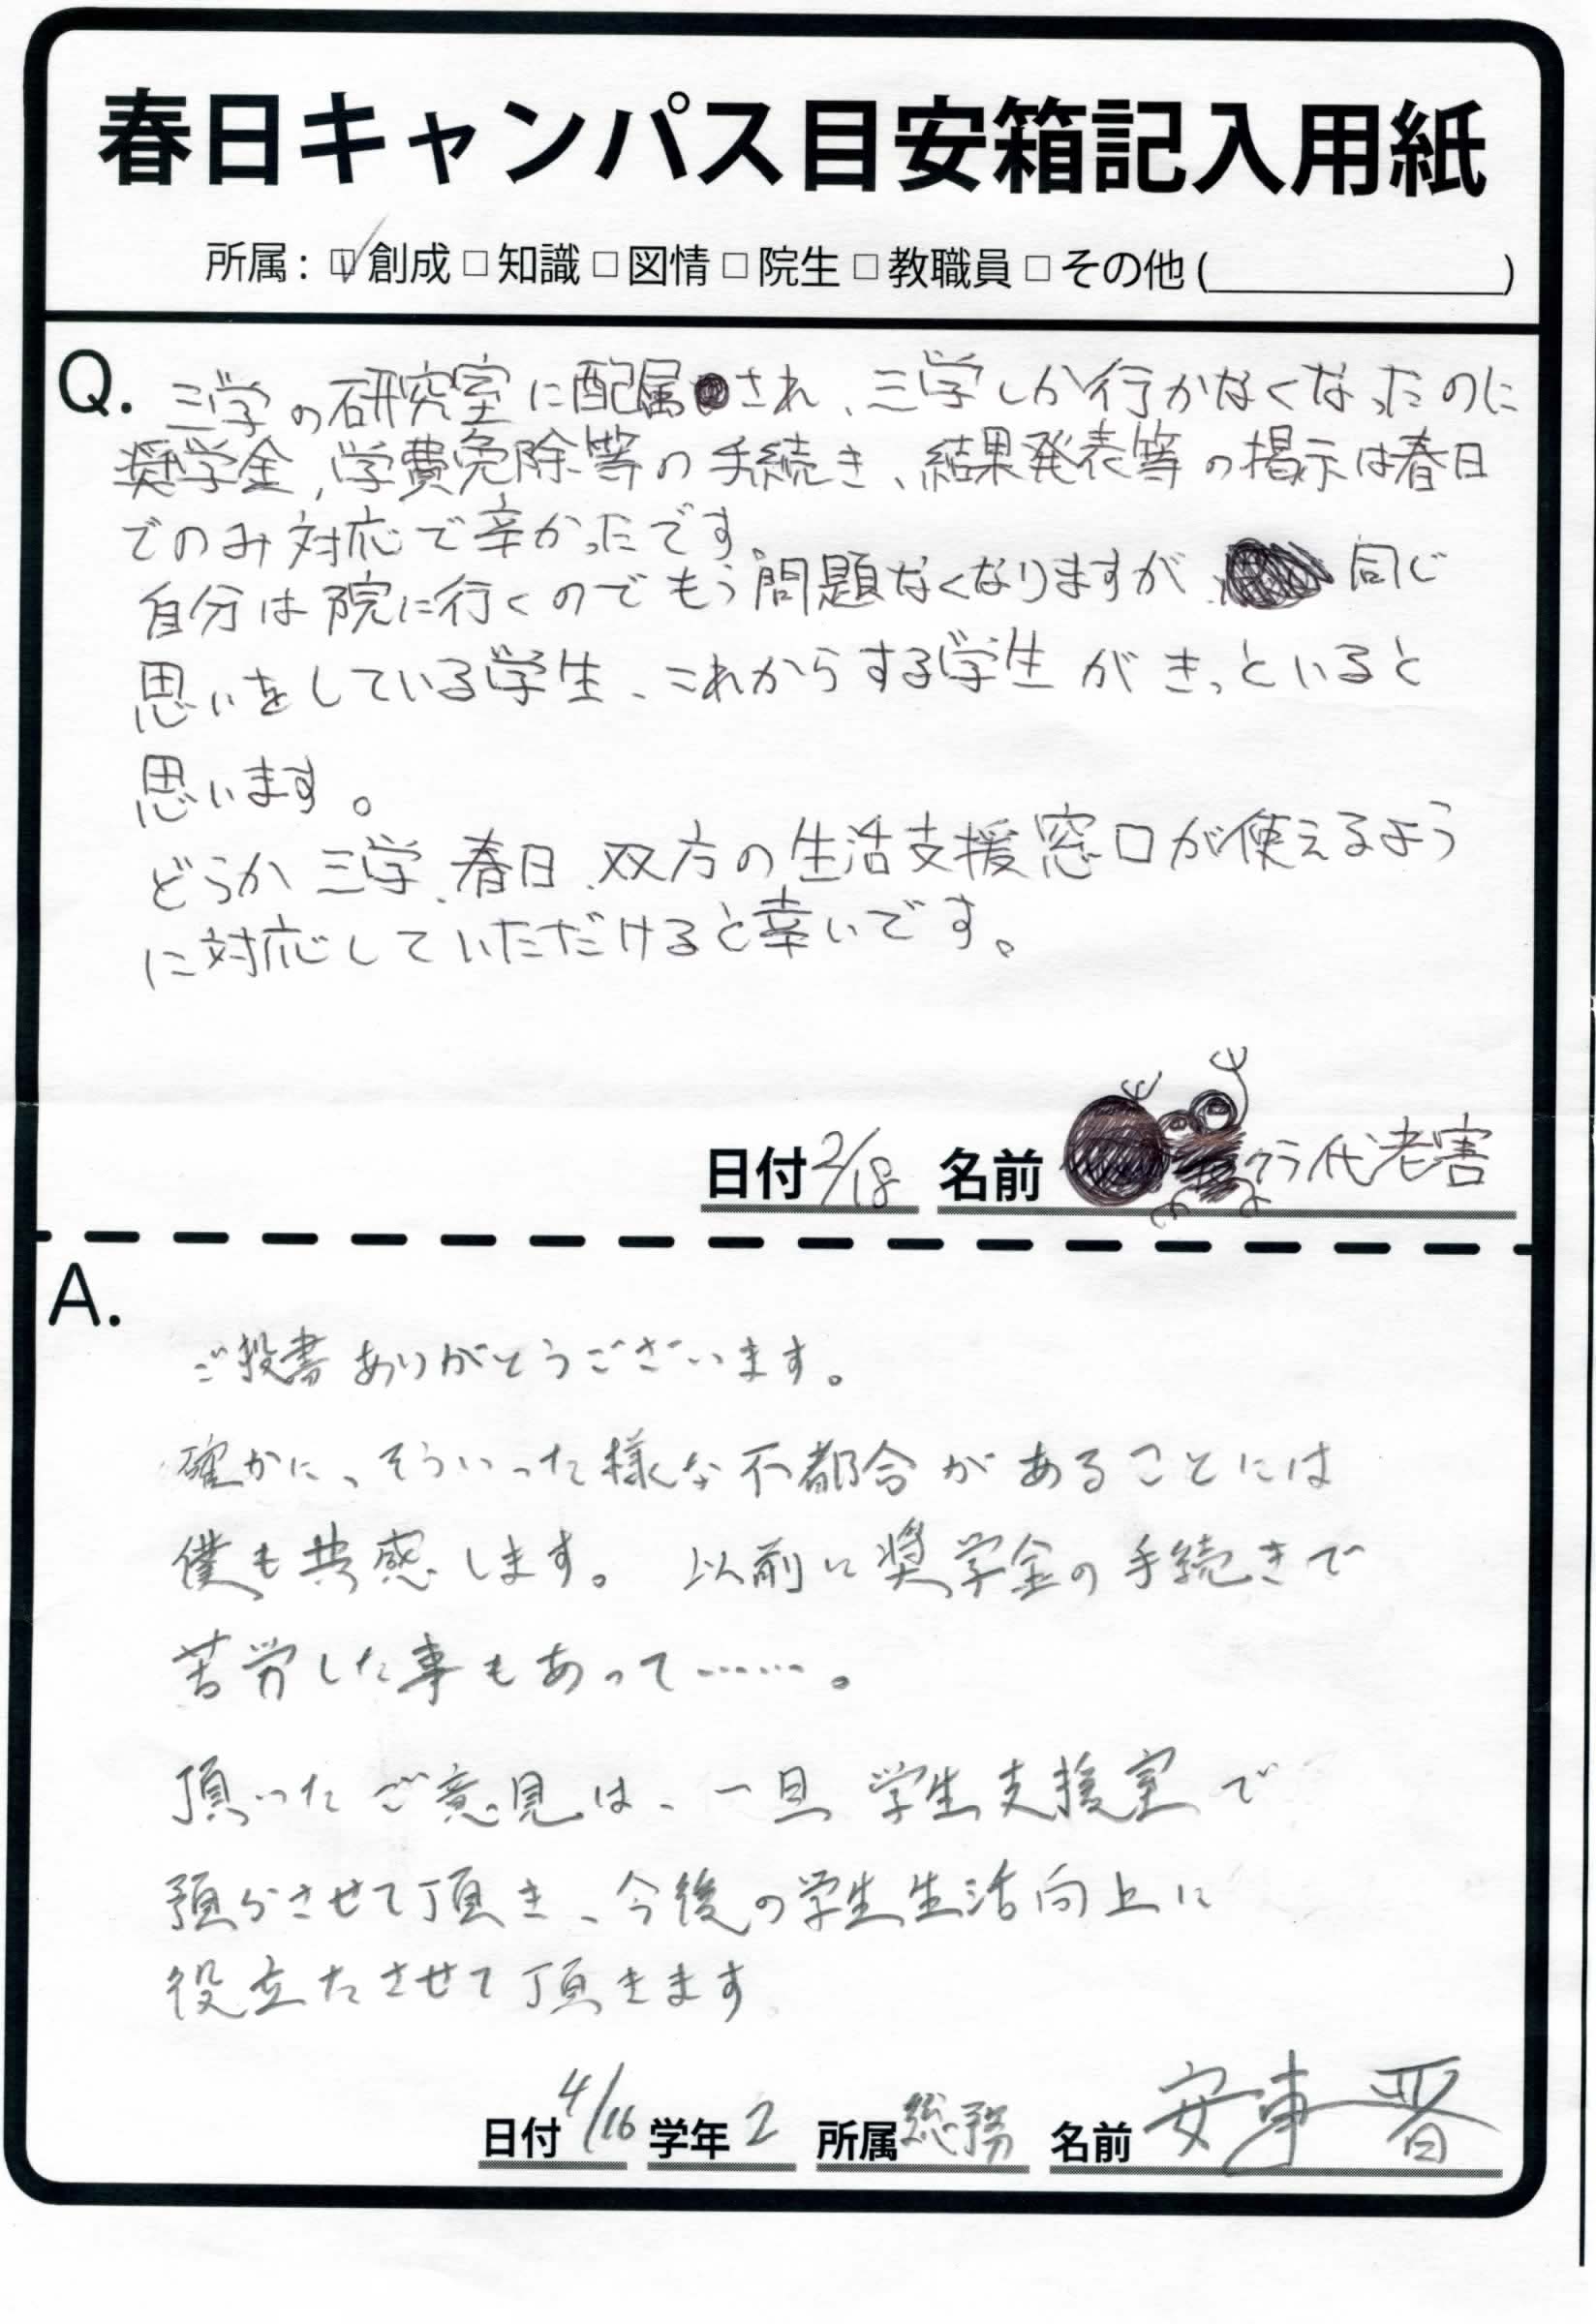 春日キャンパス目安箱記入用紙
所属：□創成□知識□図情□院生□教職員□その他(　　　)
Q. 三学の研究室に配属され、三学しか行かなくなったのに
奨学金,学費免除等の手続き、結果発表等の掲示は春日
でのみ対応で辛かったです。
自分は院に行くのでもう問題なくなりますが 同じ
思いをしている学生、これからする学生がきっといると
思います。
どうか三学、春日、双方の生活支援窓口が使えるよう
に対応していただけると幸いです。
日付 2/18 名前 クラ代老害
A.
ご投書ありがとうございます。
確かに、そういった様な不都合があることには
僕も共感します。 以前に奨学金の手続きで
苦労した事もあって……。
頂いたご意見は、一旦学生支援室で
預からさせて頂き、今後の学生生活向上に
役立たさせて頂きます
日付 4/16 学年 2 所属 総務 名前 安東 晋